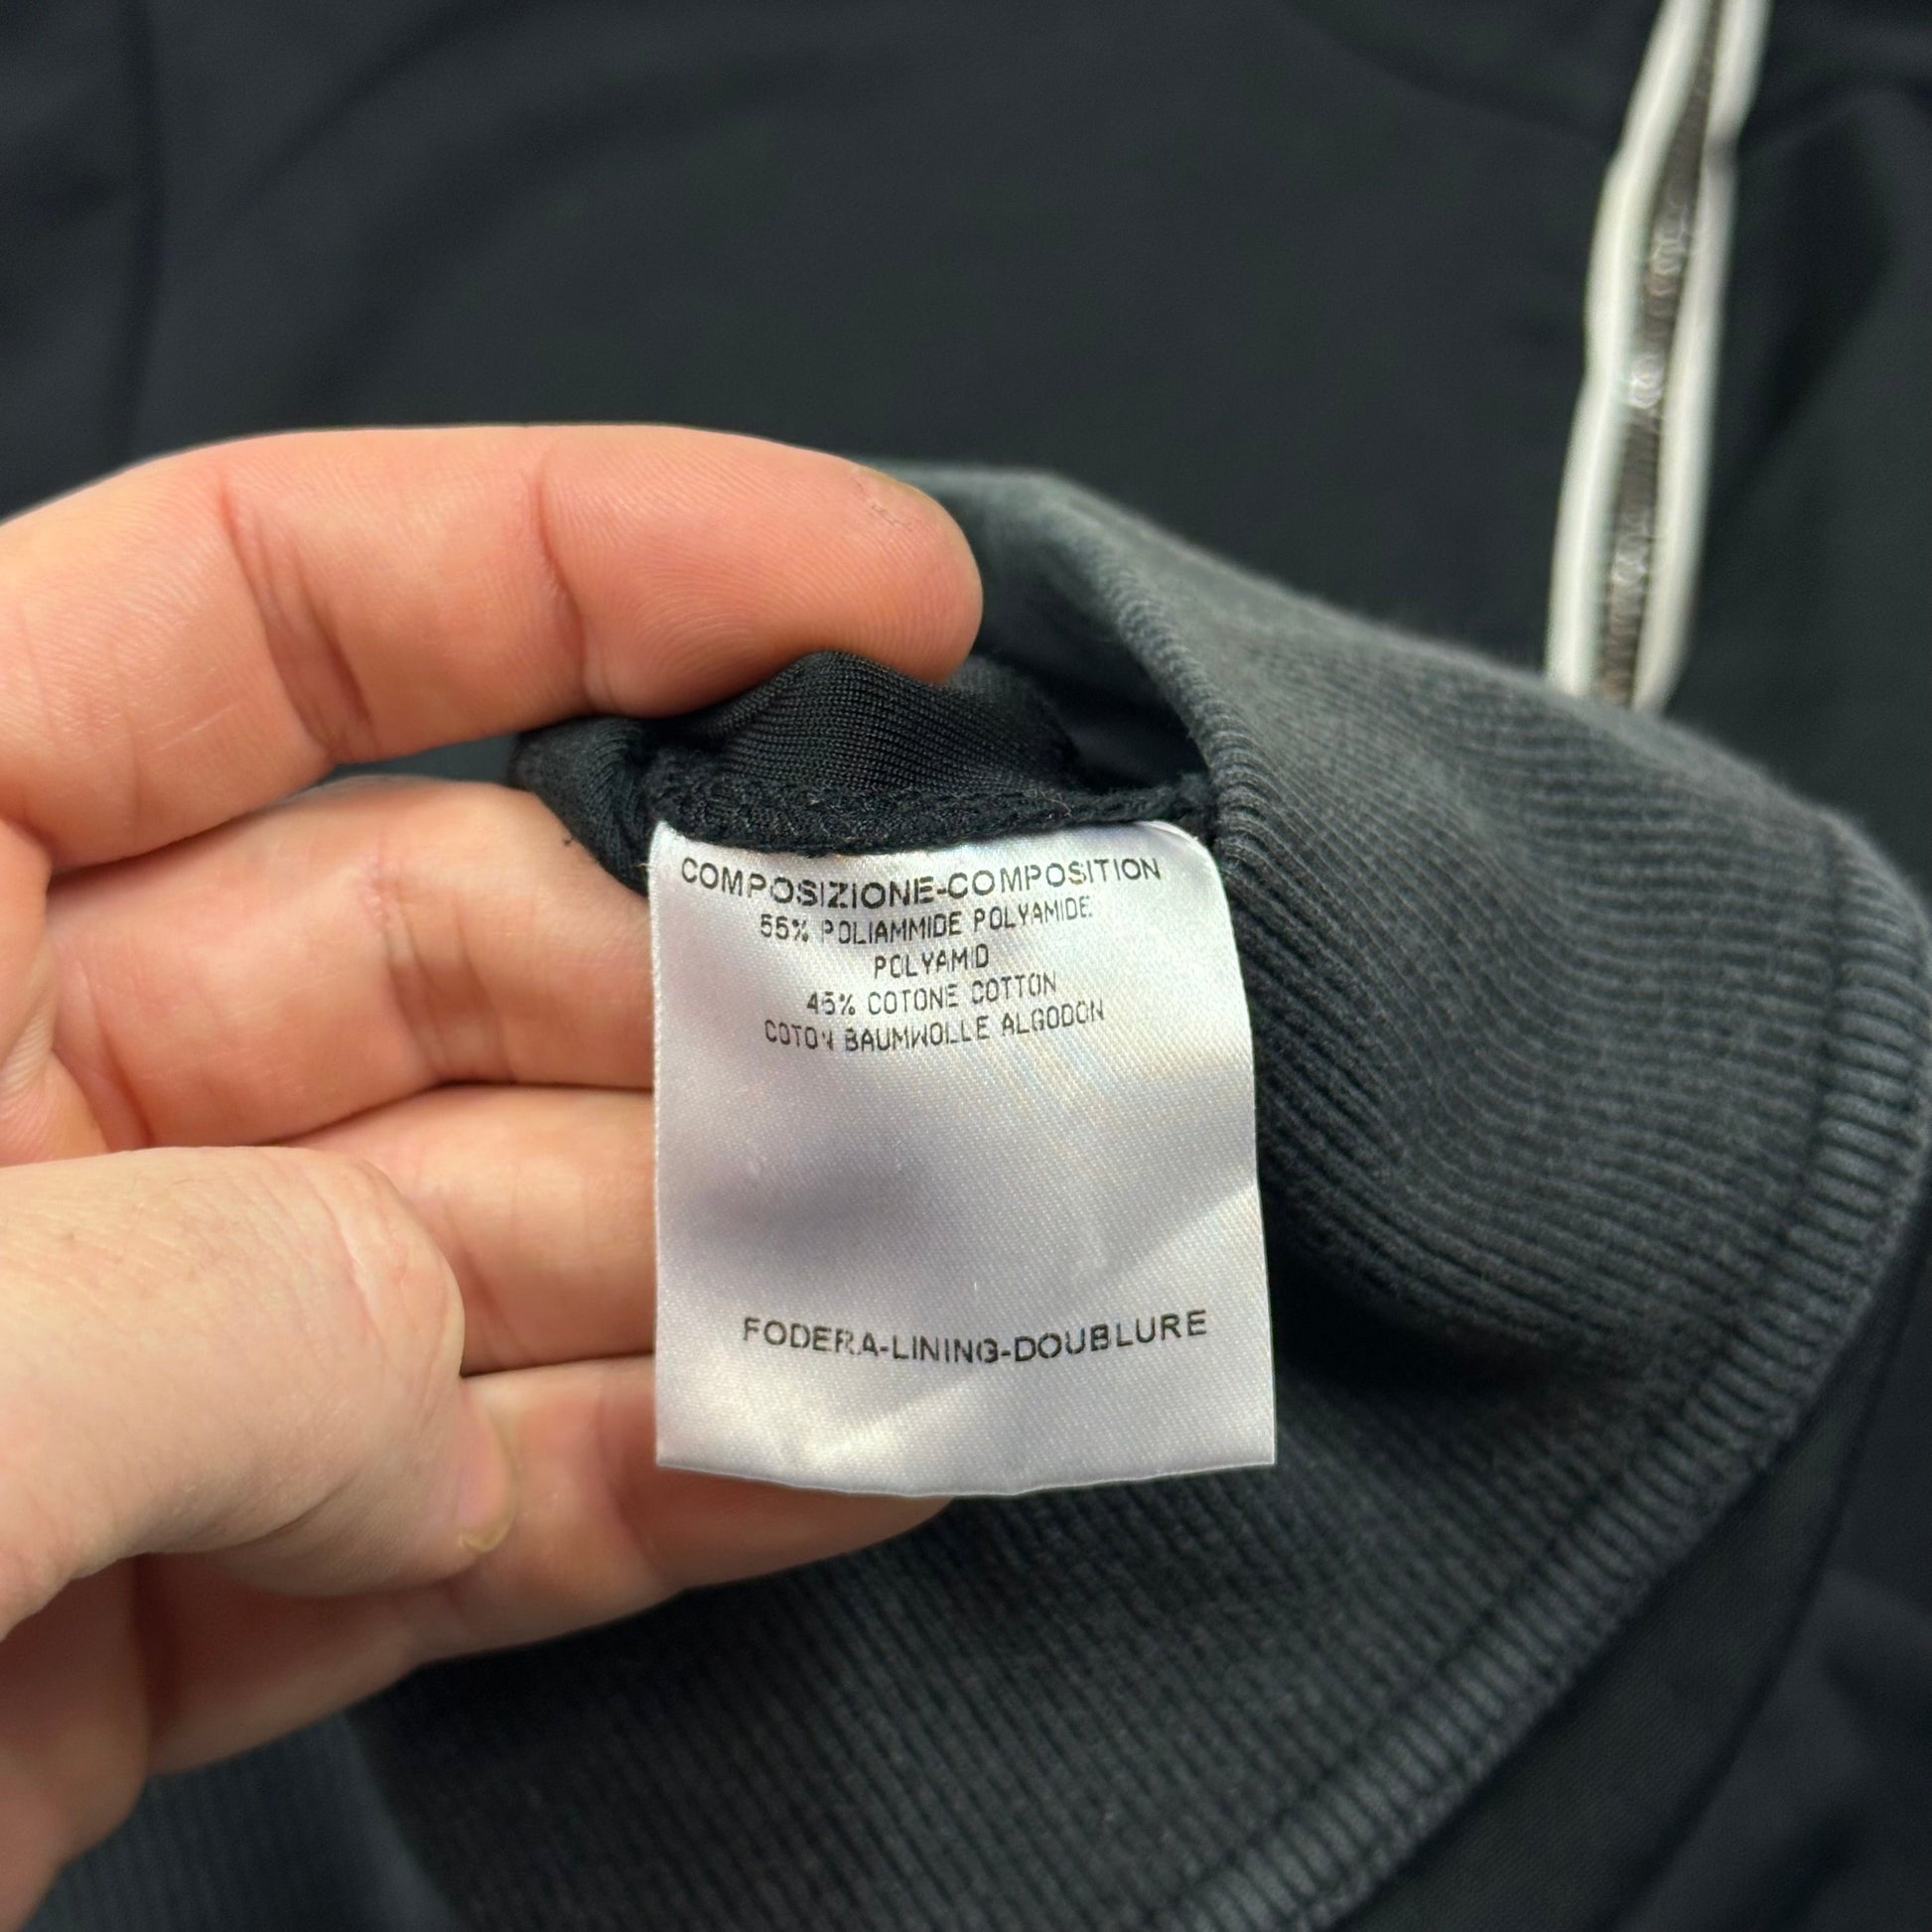 COMPOSIZIONE-COMPOSITION
55% POLIAMMIDE POLYAMIDE
POLYAMID
45% COTONE COTTON
COTON BAUMWOLLE ALGODON
FODERA-LINING-DOUBLURE